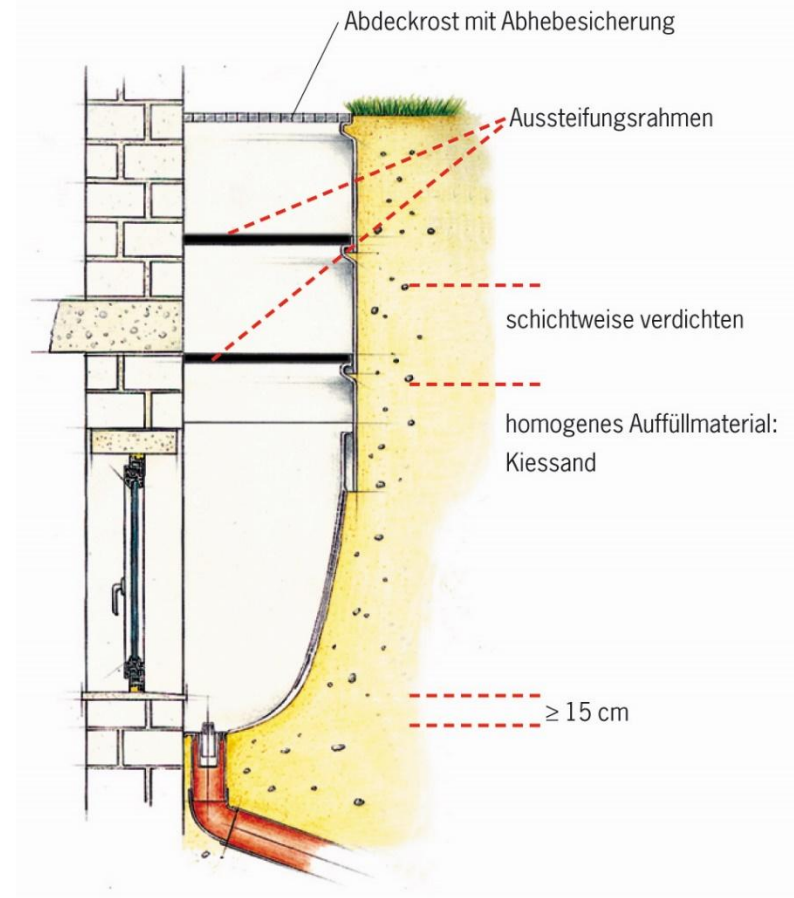 Abdeckrost mit Abhebesicherung
Aussteifungsrahmen
schichtweise verdichten
homogenes Auffüllmaterial:
Kiessand
≥ 15 cm